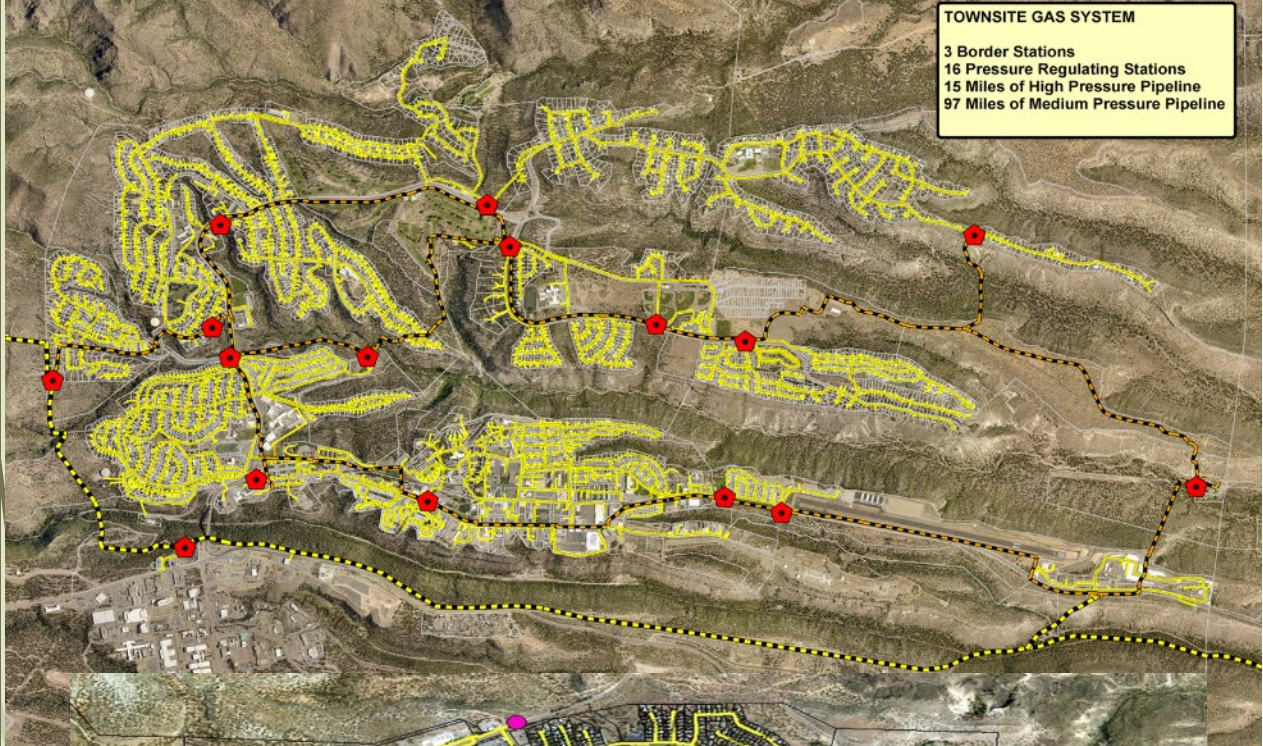 TOWNSITE GAS SYSTEM
3 Border Stations
16 Pressure Regulating Stations
15 Miles of High Pressure Pipeline
97 Miles of Medium Pressure Pipeline